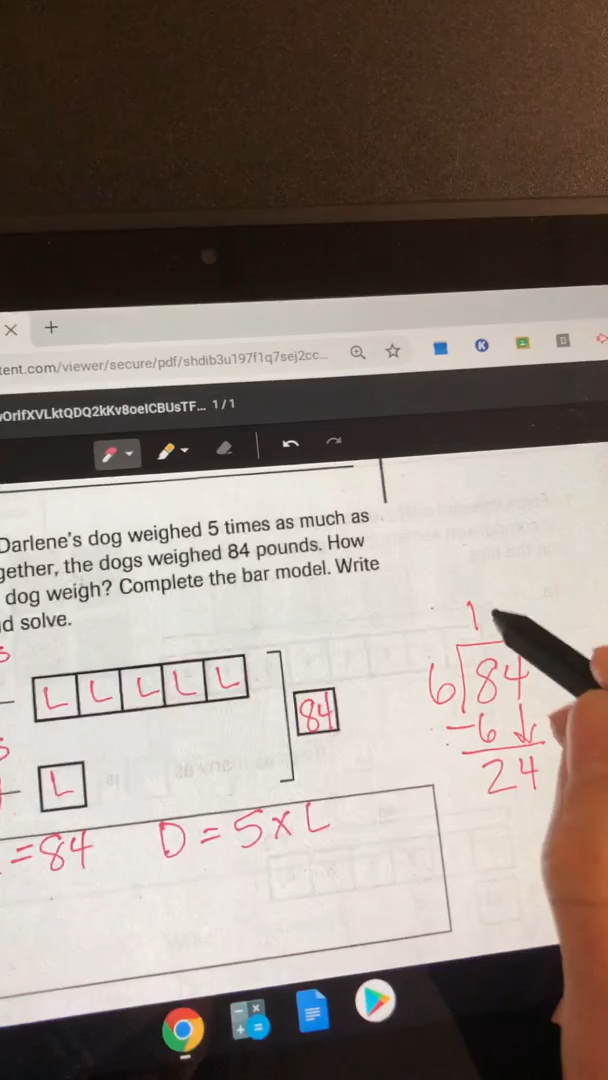 tent.com/viewer/secure/pdf/shdib3u197f1q7sej2cc...
1/1
Darlene's dog weighed 5 times as much as
gether, the dogs weighed 84 pounds. How
dog weigh? Complete the bar model. Write
d solve.
s
L L L L L
84
s
L
=84 D = 5 x L
1
6 84
-6
24